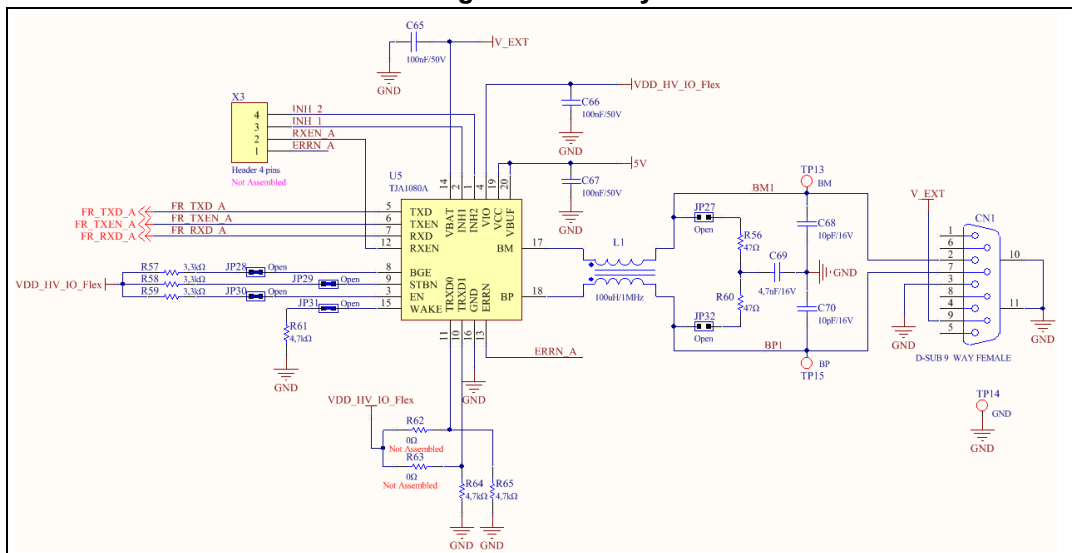 C65
V_EXT
100nF/50V
GND
VDD_HV_IO_Flex
C66
100nF/50V
GND
X3
4
3
2
1
INH_2
INH_1
RXEN_A
ERRN_A
Header 4 pins
Not Assembled
5V
C67
100nF/50V
GND
U5
TJA1080A
14
2
1
4
19
20
VBAT
INH1
INH2
VIO
VCC
VBUF
FR_TXD_A
FR_TXEN_A
FR_RXD_A
FR_TXD_A
FR_TXEN_A
FR_RXD_A
5
6
7
12
TXD
TXEN
RXD
RXEN
BM
17
BP
18
8
9
3
15
BGE
STBN
EN
WAKE
TRXD0
TRXD1
GND
ERRN
11
10
16
13
VDD_HV_IO_Flex
R57
3,3kΩ
JP28
Open
R58
3,3kΩ
JP29
Open
R59
3,3kΩ
JP30
Open
JP31
Open
R61
4,7kΩ
GND
ERRN_A
GND
VDD_HV_IO_Flex
R62
0Ω
Not Assembled
R63
0Ω
Not Assembled
R64
4,7kΩ
R65
4,7kΩ
GND
GND
L1
100uH/1MHz
JP27
Open
R56
47Ω
C69
4,7nF/16V
R60
47Ω
JP32
Open
BM1
TP13
BM
C68
10pF/16V
GND
C70
10pF/16V
BP1
BP
TP15
V_EXT
CN1
1
6
2
7
3
8
4
9
5
10
11
GND
GND
D-SUB 9 WAY FEMALE
TP14
GND
GND